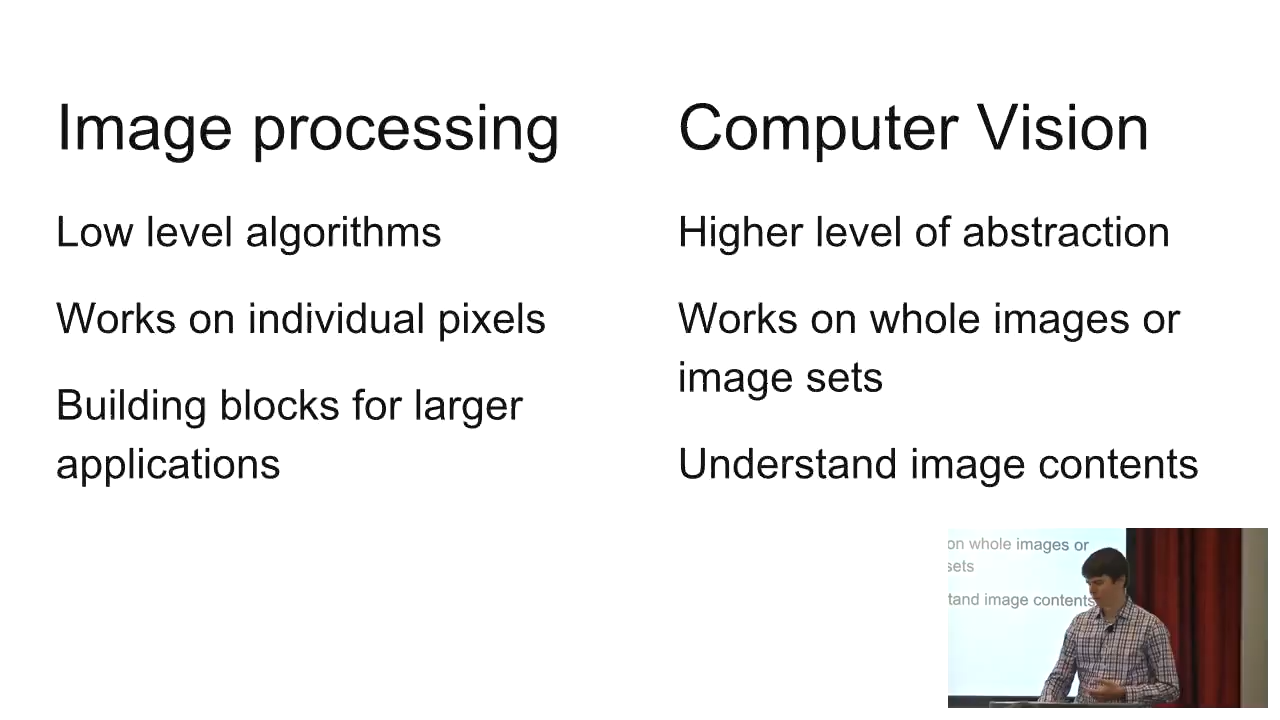 Image processing
Low level algorithms
Works on individual pixels
Building blocks for larger
applications
Computer Vision
Higher level of abstraction
Works on whole images or
image sets
Understand image contents
on whole images or
sets
tand image contents